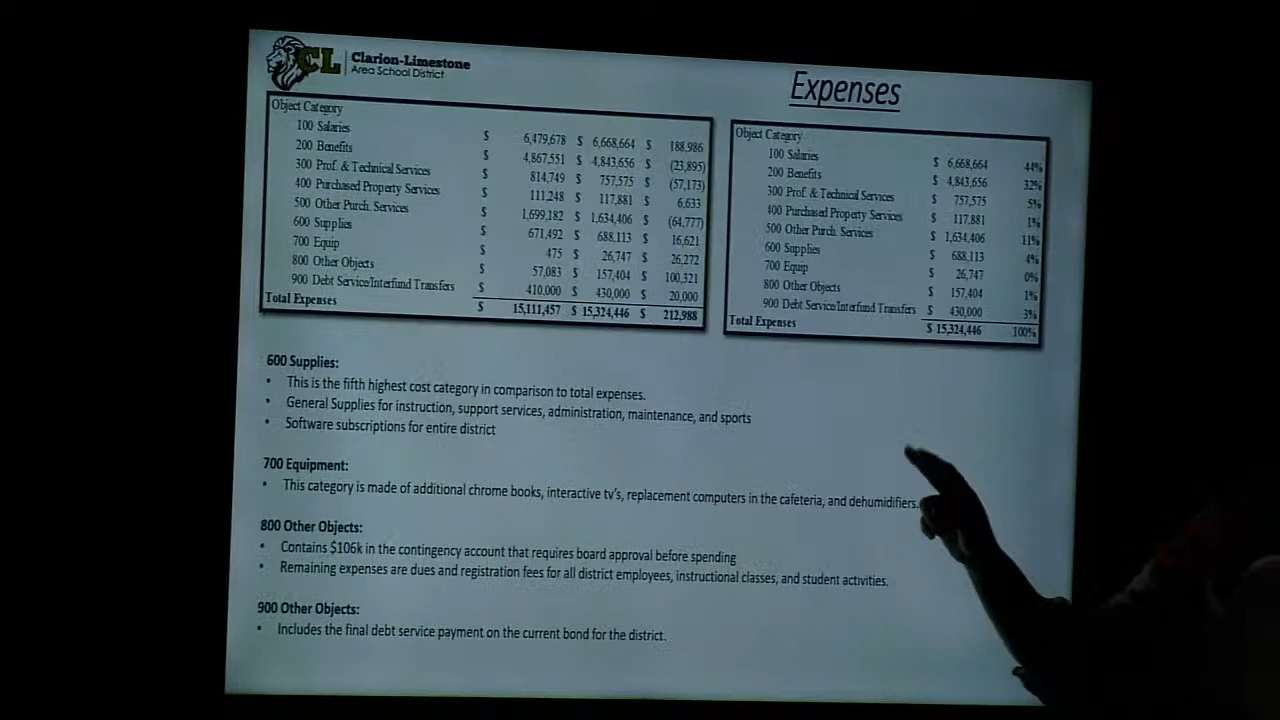 CL Clarion-Limestone
Area School District
Expenses
Object Category
100 Salaries $ 6,479,678 $ 6,668,664 $ 188,986
200 Benefits $ 4,867,551 $ 4,843,656 $ (23,895)
300 Prof. & Technical Services $ 814,749 $ 757,575 $ (57,173)
400 Purchased Property Services $ 111,248 $ 117,881 $ 6,633
500 Other Purch. Services $ 1,699,182 $ 1,634,406 $ (64,777)
600 Supplies $ 671,492 $ 688,113 $ 16,621
700 Equip $ 475 $ 26,747 $ 26,272
800 Other Objects $ 57,083 $ 157,404 $ 100,321
900 Debt Service/Interfund Transfers $ 410,000 $ 430,000 $ 20,000
Total Expenses $ 15,111,457 $ 15,324,446 $ 212,988
Object Category
100 Salaries $ 6,668,664 44%
200 Benefits $ 4,843,656 32%
300 Prof. & Technical Services $ 757,575 5%
400 Purchased Property Services $ 117,881 1%
500 Other Purch. Services $ 1,634,406 11%
600 Supplies $ 688,113 4%
700 Equip $ 26,747 0%
800 Other Objects $ 157,404 1%
900 Debt Service/Interfund Transfers $ 430,000 3%
Total Expenses $ 15,324,446 100%
600 Supplies:
• This is the fifth highest cost category in comparison to total expenses.
• General Supplies for instruction, support services, administration, maintenance, and sports
• Software subscriptions for entire district
700 Equipment:
• This category is made of additional chrome books, interactive tv's, replacement computers in the cafeteria, and dehumidifiers.
800 Other Objects:
• Contains $106k in the contingency account that requires board approval before spending
• Remaining expenses are dues and registration fees for all district employees, instructional classes, and student activities.
900 Other Objects:
• Includes the final debt service payment on the current bond for the district.